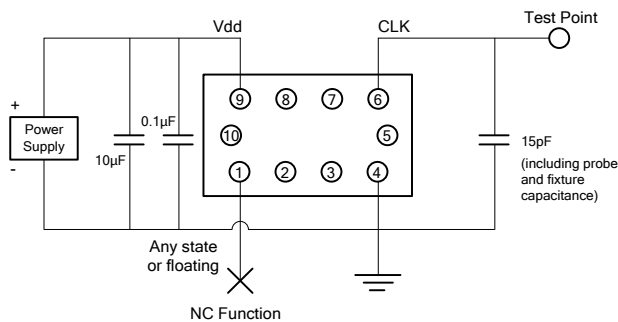 Test Point
Vdd
CLK
9
8
7
6
+
Power
Supply
-
10µF
0.1µF
10
5
15pF
(including probe
and fixture
capacitance)
1
2
3
4
Any state
or floating
NC Function